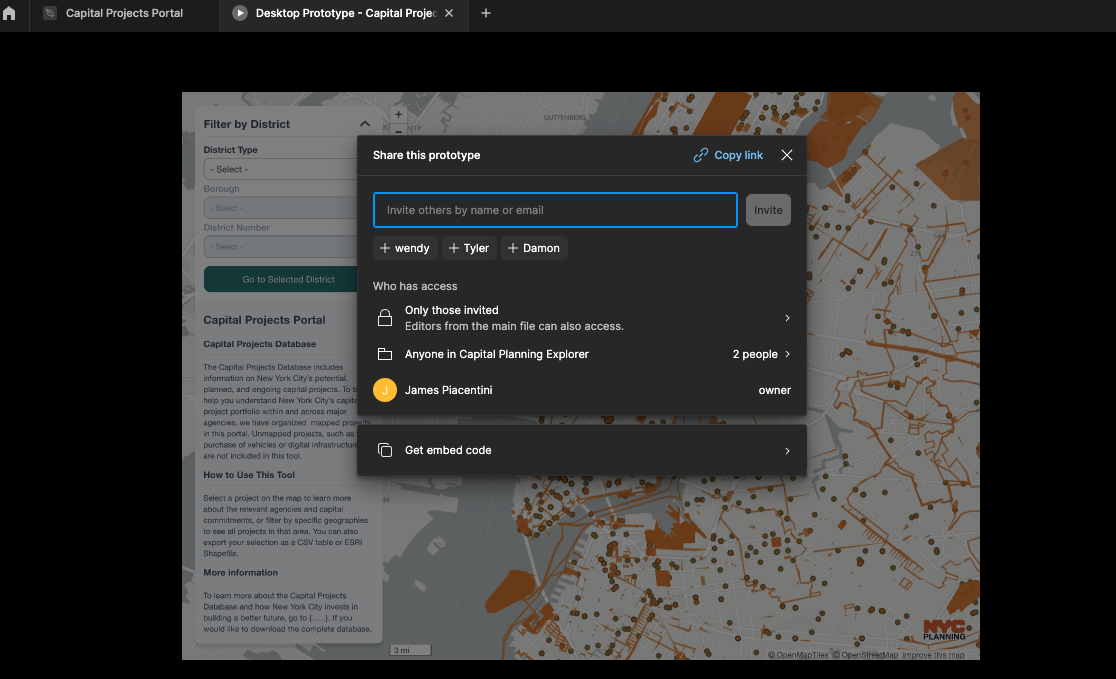 Capital Projects Portal
Desktop Prototype - Capital Projec
GUTTENBERG
Filter by District
District Type
- Select -
Borough
- Select -
District Number
- Select -
Go to Selected District
Capital Projects Portal
Capital Projects Database
The Capital Projects Database includes
information on New York City's potential,
planned, and ongoing capital projects. To
help you understand New York City's
project portfolio within and across major
agencies, we have organized mapped projects
in this portal. Unmapped projects, such as
purchase of vehicles or digital infrastructure
are not included in this tool.
How to Use This Tool
Select a project on the map to learn more
about the relevant agencies and capital
commitments, or filter by specific geographies
to see all projects in that area. You can also
export your selection as a CSV table or ESRI
Shapefile.
More information
To learn more about the Capital Projects
Database and how New York City invests in
building a better future, go to (......). If you
would like to download the complete database,
Share this prototype
Copy link
Invite others by name or email
Invite
+ wendy
+ Tyler
+ Damon
Who has access
Only those invited
Editors from the main file can also access.
Anyone in Capital Planning Explorer
2 people
J
James Piacentini
owner
Get embed code
3 mi
NYC
PLANNING
© OpenMapTiles © OpenStreetMap Improve this map